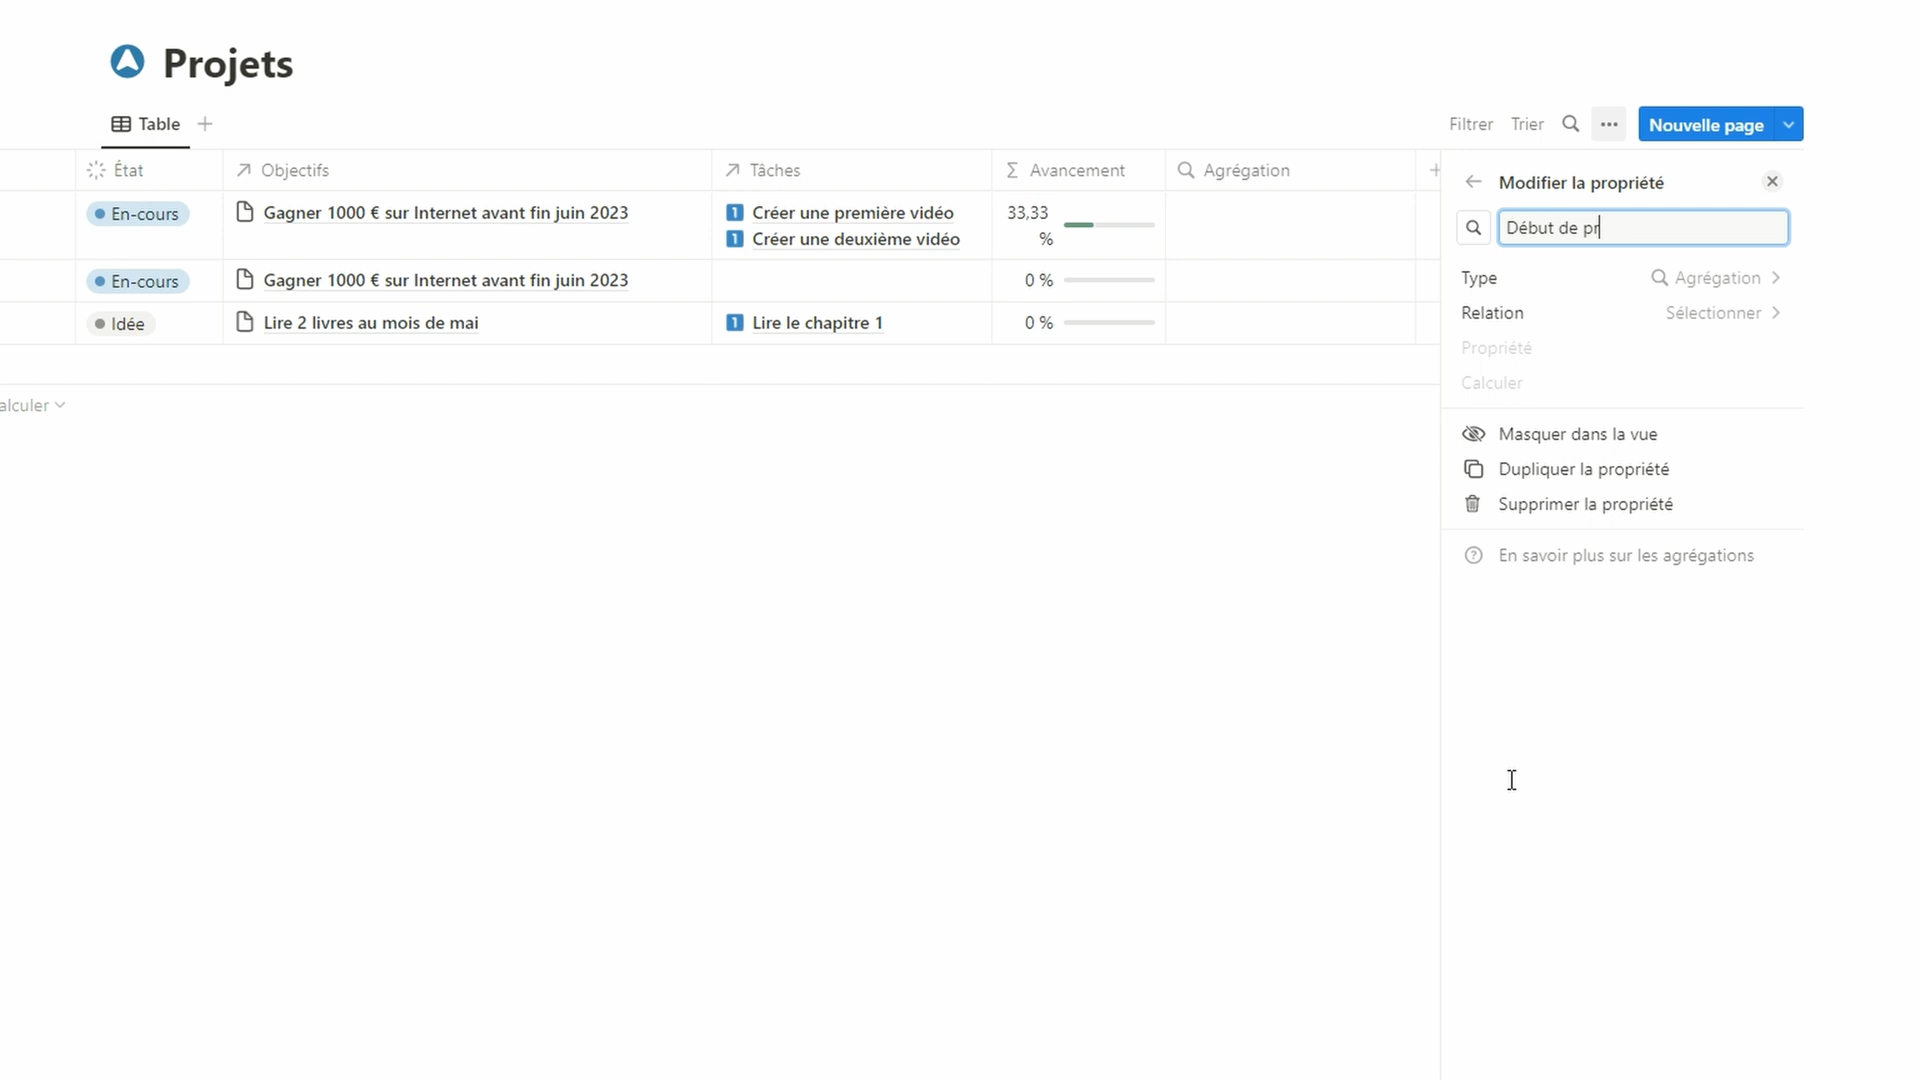 Projets
Table
Filtrer Trier Nouvelle page
État Objectifs Tâches Σ Avancement Agrégation
En-cours Gagner 1000 € sur Internet avant fin juin 2023 1 Créer une première vidéo 33,33
1 Créer une deuxième vidéo %
En-cours Gagner 1000 € sur Internet avant fin juin 2023 0 %
Idée Lire 2 livres au mois de mai 1 Lire le chapitre 1 0 %
alculer
Modifier la propriété
Début de pr
Type Agrégation
Relation Sélectionner
Propriété
Calculer
Masquer dans la vue
Dupliquer la propriété
Supprimer la propriété
En savoir plus sur les agrégations